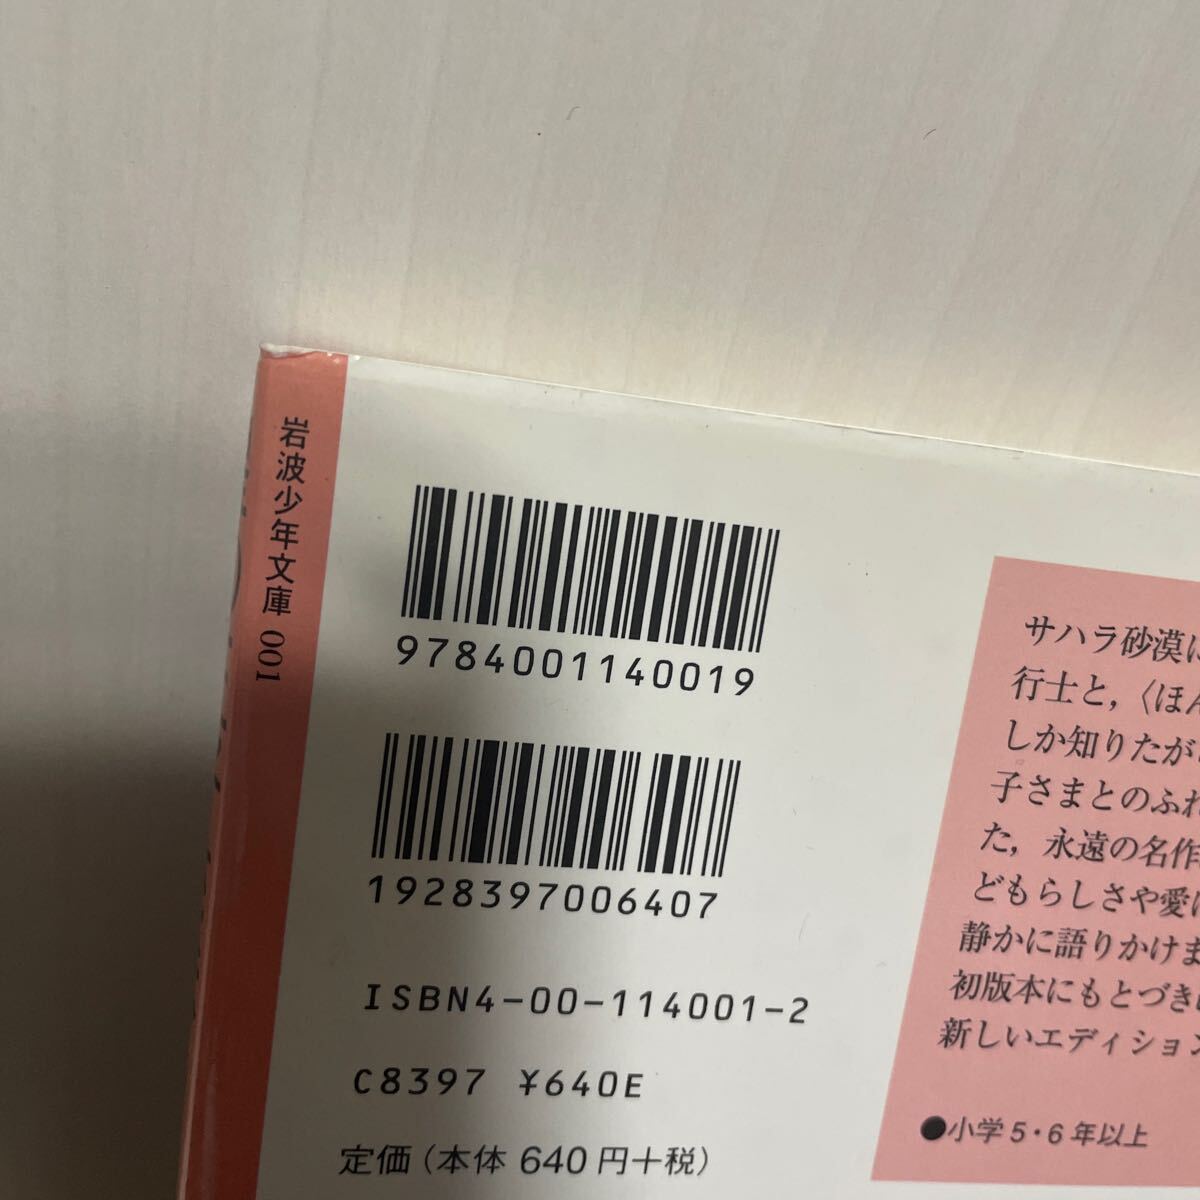 岩波少年文庫 001
9784001140019
1928397006407
ISBN4-00-114001-2
C8397 ¥640E
定価（本体 640 円＋税）
サハラ砂漠に
行士と，〈ほん
しか知りたが
子さまとのふれ
た，永遠の名作
どもらしさや愛に
静かに語りかけま
初版本にもとづき
新しいエディション
●小学 5・6 年以上